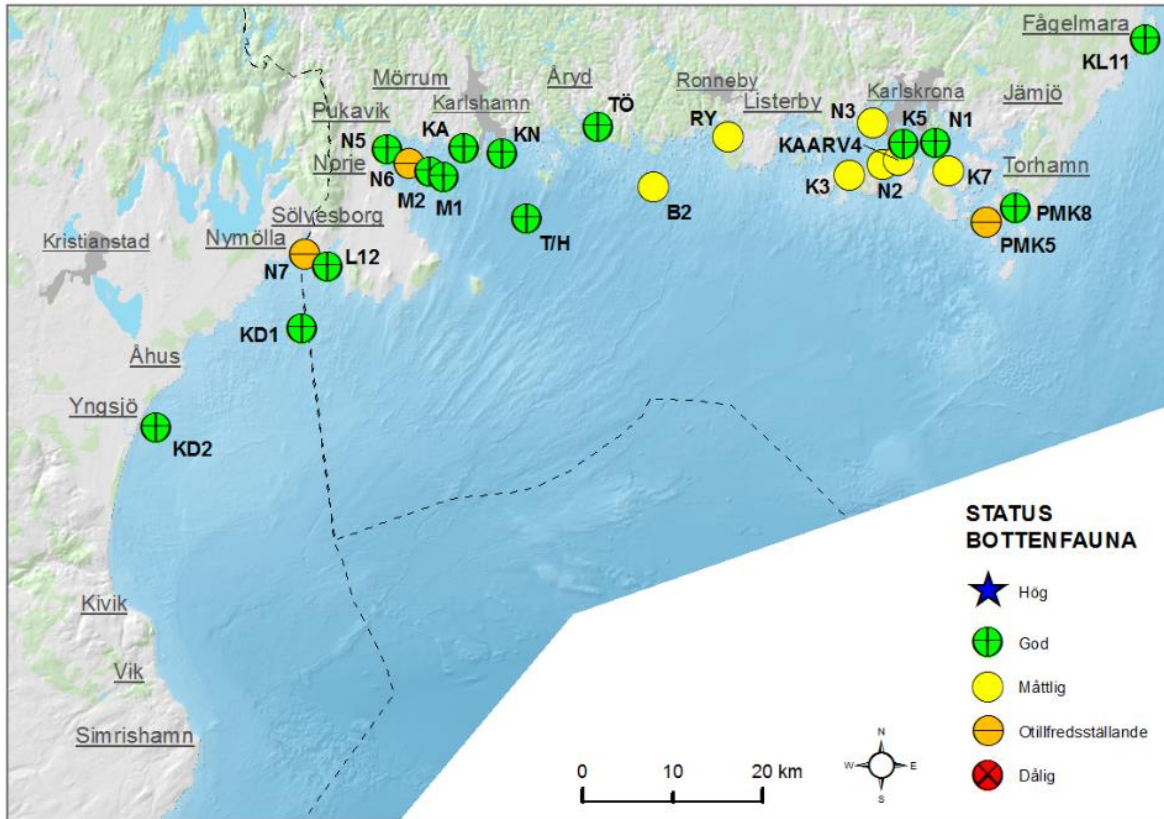 Fågelmara
KL11
Mörrum
Åryd
Ronneby
Karlskrona
Jämjö
Pukavik
KA
Karlshamn
KN
TÖ
RY
Listerby
N3
K5
N1
N5
KAARV4
Norje
N6
M2
M1
K3
N2
K7
Torhamn
B2
PMK8
PMK5
Sölvesborg
T/H
Kristianstad
Nymölla
N7
L12
KD1
Åhus
Yngsjö
KD2
STATUS
BOTTENFAUNA
Hög
God
Måttlig
Otillfredsställande
Dålig
Kivik
Vik
Simrishamn
N
W
E
S
0
10
20 km